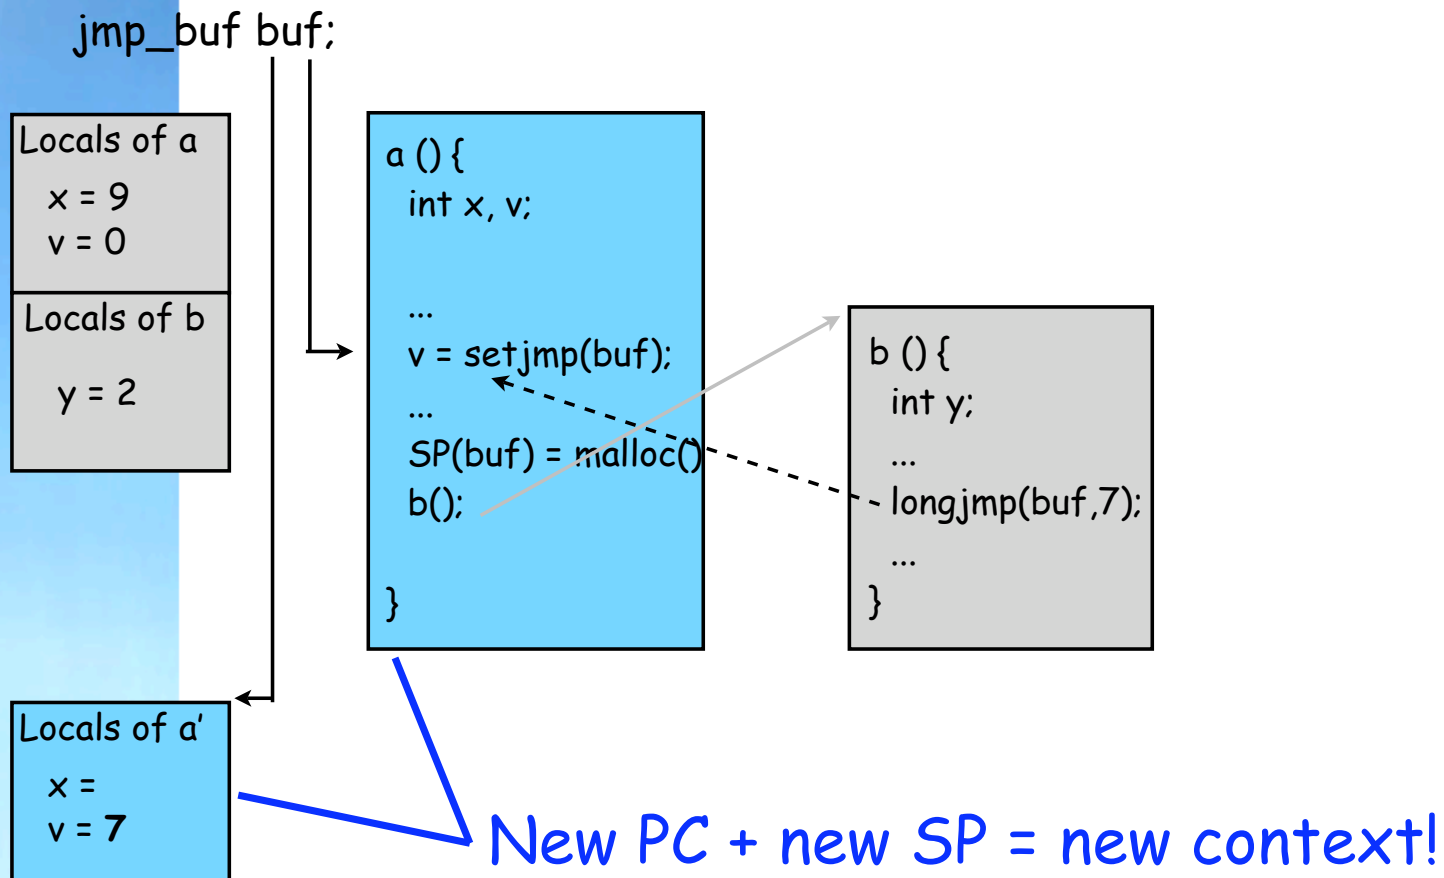 jmp_buf buf;
Locals of a
x = 9
v = 0
Locals of b
y = 2
a () {
int x, v;
...
v = setjmp(buf);
...
SP(buf) = malloc()
b();
}
b () {
int y;
...
longjmp(buf,7);
...
}
Locals of a'
x =
v = 7
New PC + new SP = new context!